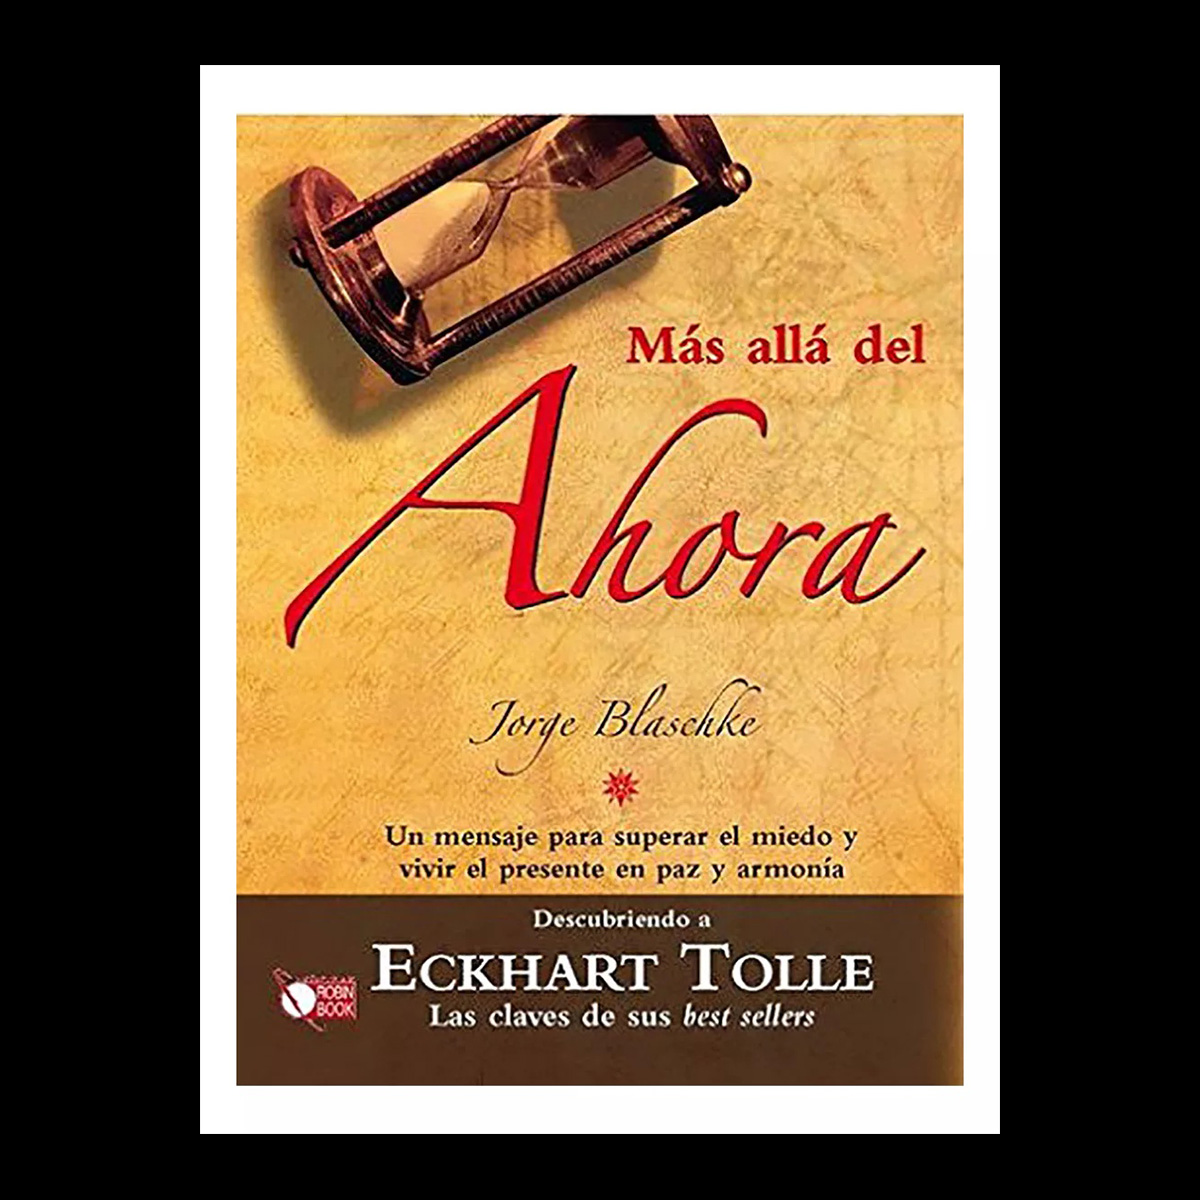 Más allá del
Ahora
Jorge Blaschke
Un mensaje para superar el miedo y
vivir el presente en paz y armonía
Descubriendo a
ECKHART TOLLE
Las claves de sus best sellers
ROBIN
BOOK